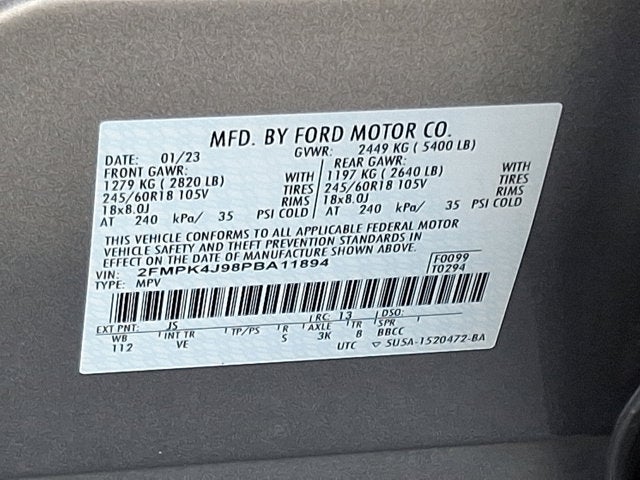 MFD. BY FORD MOTOR CO.
DATE: 01/23 GVWR: 2449 KG ( 5400 LB)
FRONT GAWR: REAR GAWR:
1279 KG ( 2820 LB) WITH 1197 KG ( 2640 LB) WITH
245/60R18 105V TIRES 245/60R18 105V TIRES
18x8.0J RIMS 18x8.0J RIMS
AT 240 kPa/ 35 PSI COLD AT 240 kPa/ 35 PSI COLD
THIS VEHICLE CONFORMS TO ALL APPLICABLE FEDERAL MOTOR
VEHICLE SAFETY AND THEFT PREVENTION STANDARDS IN
EFFECT ON THE DATE OF MANUFACTURE SHOWN ABOVE.
VIN: 2FMPK4J98PBA11894 F0099
TYPE: MPV T0294
EXT PNT: JS RC: 13 DSO:
WB INT TR TP/PS R AXLE TR SPR
112 VE S 3K 8 BBCC
UTC ▽ 5U5A-1520472-BA